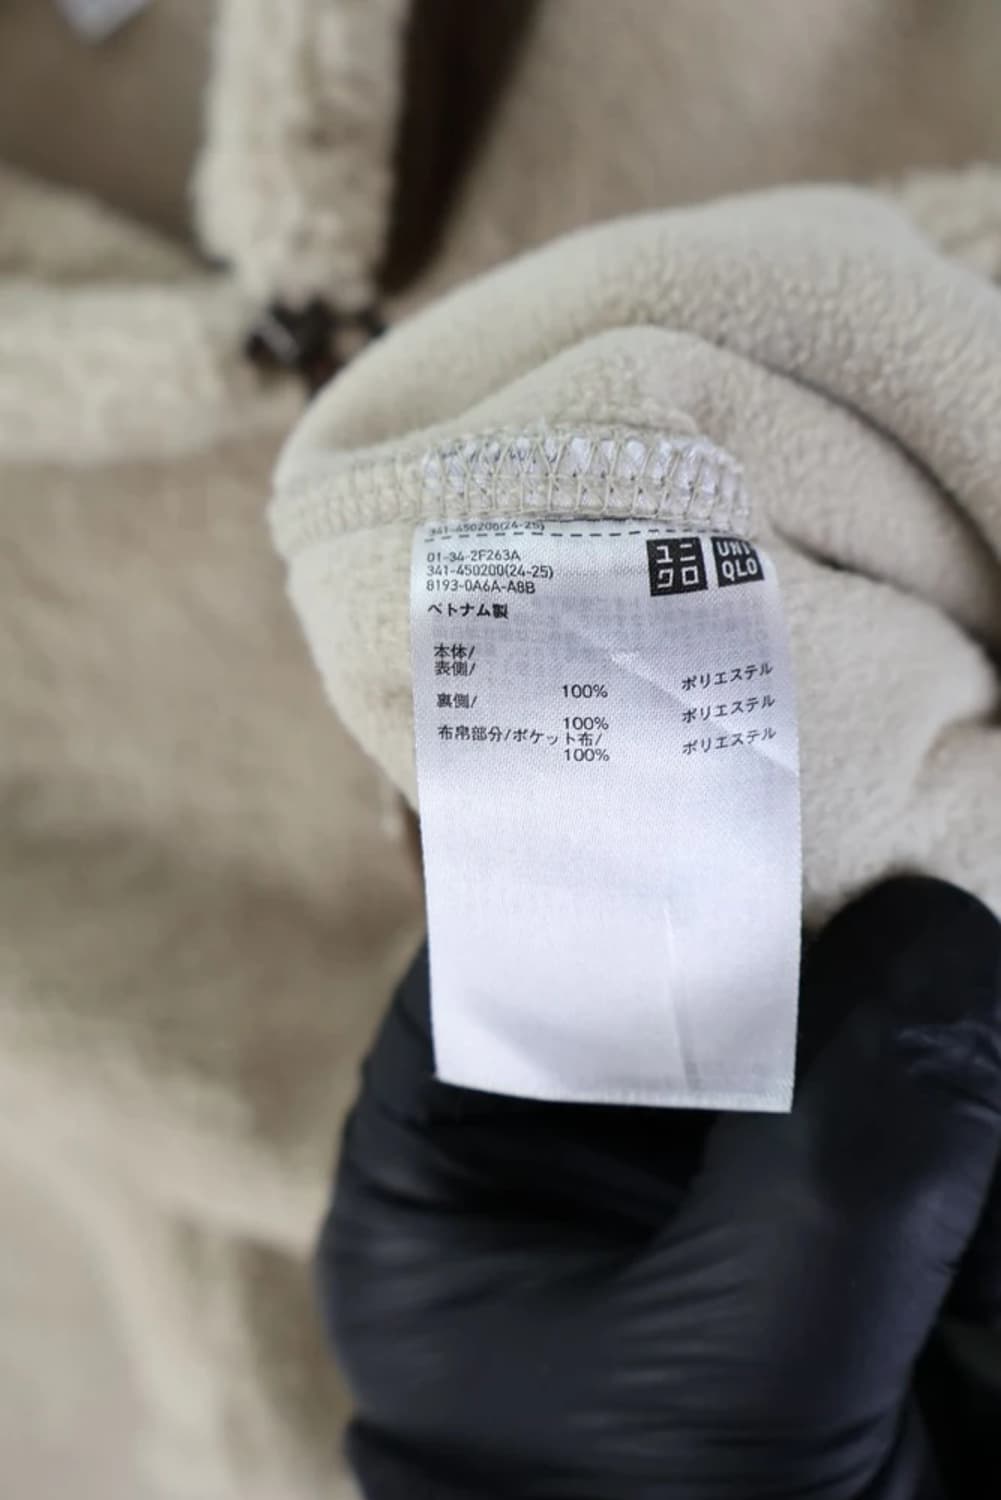 341-450206(24-25)
01-34-2F263A
341-450200(24-25)
8193-0A6A-A8B
ユニクロ
UNIQLO
ベトナム製
本体/
表側/
100% ポリエステル
裏側/
100% ポリエステル
布帛部分/ポケット布/
100% ポリエステル